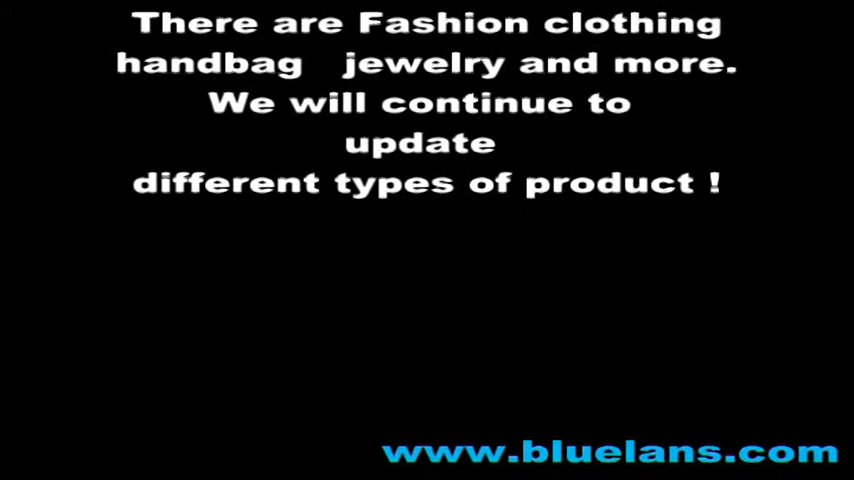 There are Fashion clothing
handbag jewelry and more.
We will continue to
update
different types of product !
www.bluelans.com